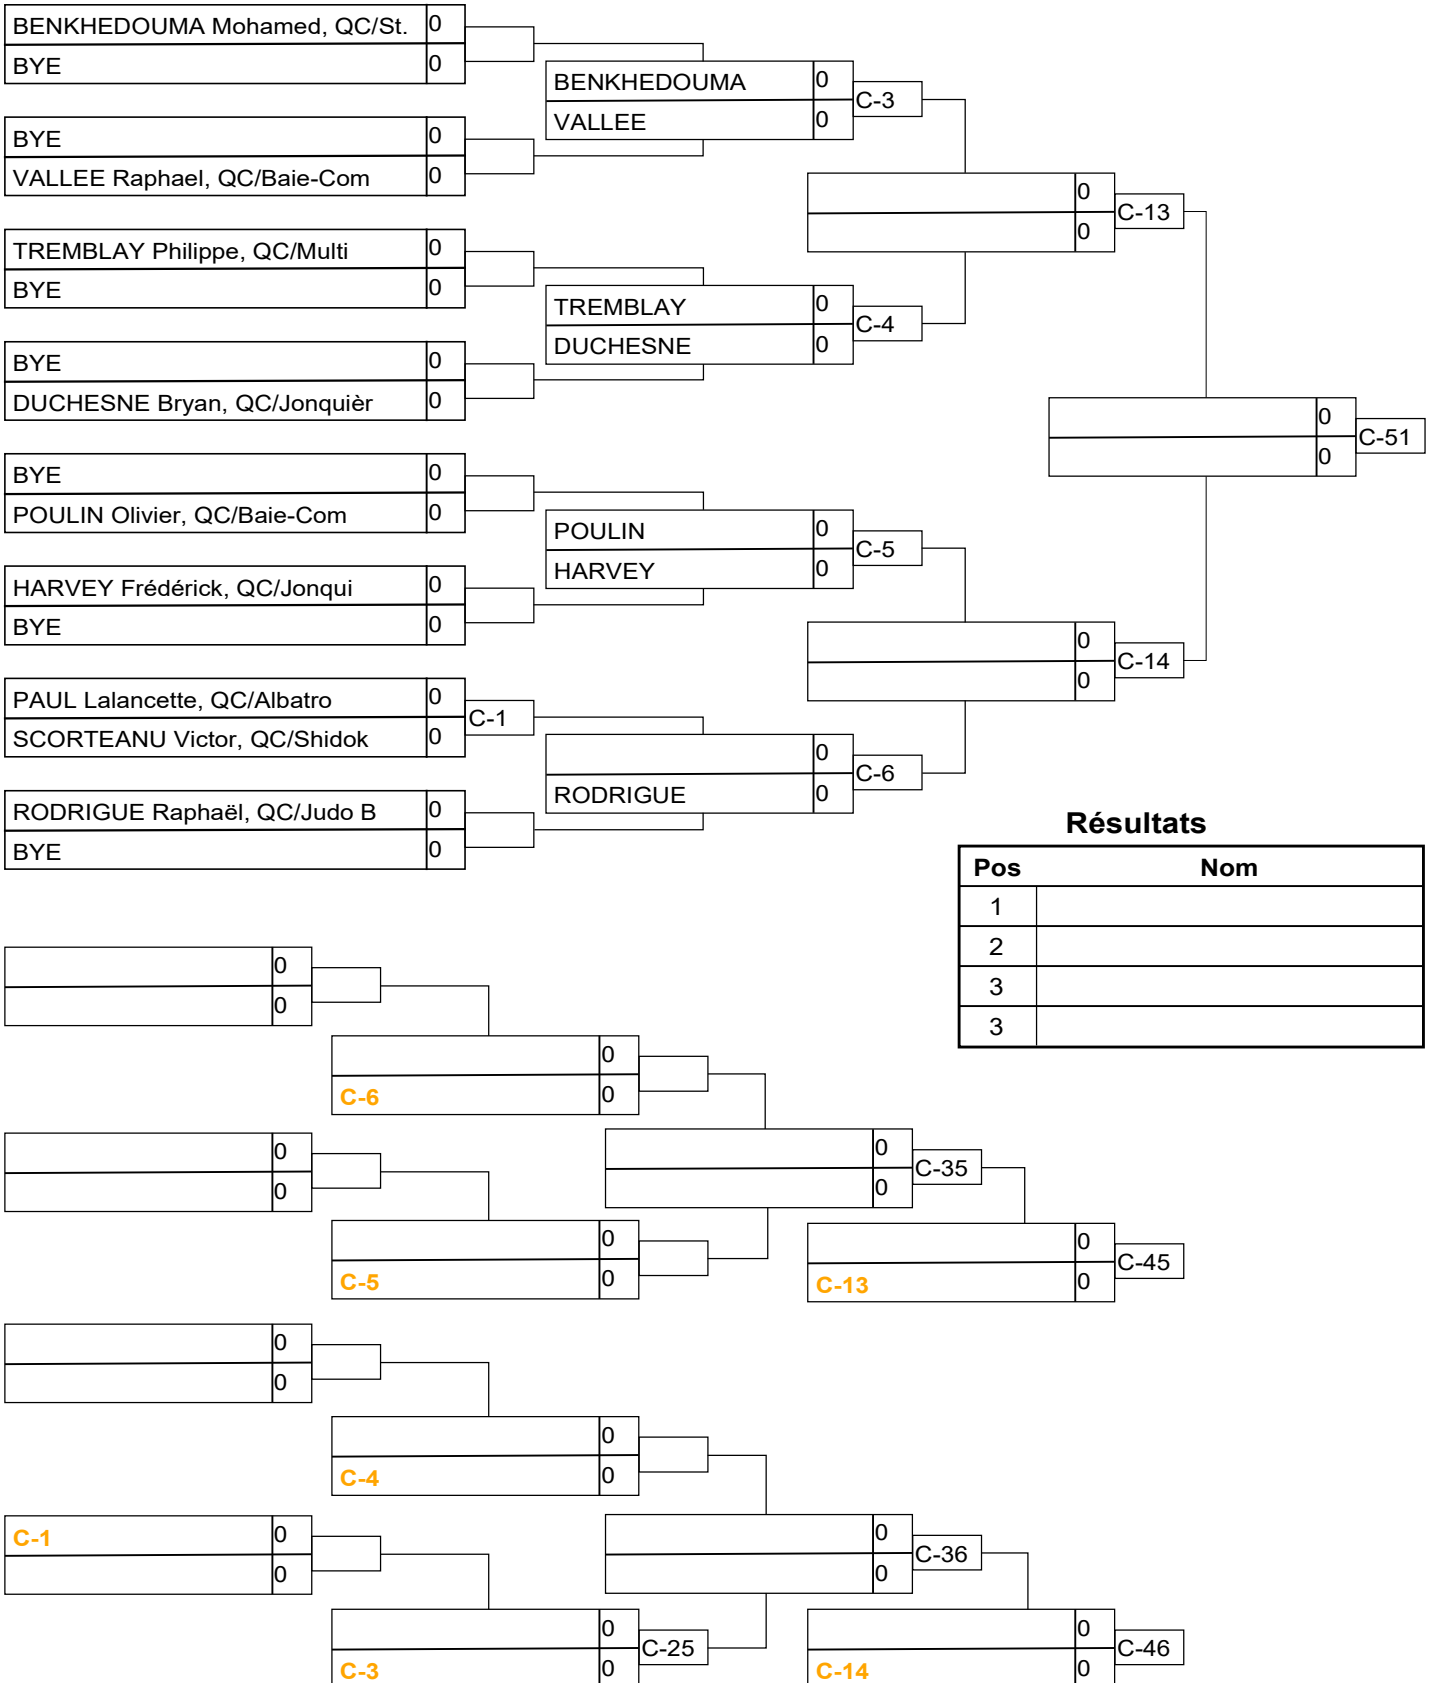 BENKHEDOUMA Mohamed, QC/St. 0
BYE 0
BYE 0
VALLEE Raphael, QC/Baie-Com 0
TREMBLAY Philippe, QC/Multi 0
BYE 0
BYE 0
DUCHESNE Bryan, QC/Jonquièr 0
BYE 0
POULIN Olivier, QC/Baie-Com 0
HARVEY Frédérick, QC/Jonqui 0
BYE 0
PAUL Lalancette, QC/Albatro 0
SCORTEANU Victor, QC/Shidok 0
C-1
RODRIGUE Raphaël, QC/Judo B 0
BYE 0
BENKHEDOUMA 0
VALLEE 0
C-3
TREMBLAY 0
DUCHESNE 0
C-4
POULIN 0
HARVEY 0
C-5
0
RODRIGUE 0
C-6
0
0
C-13
0
0
C-14
0
0
C-51
Résultats
Pos Nom
1
2
3
3
0
0
0
C-6 0
0
0
0
C-5 0
0
0
C-35
0
C-13 0
C-45
0
0
0
C-4 0
C-1 0
0
0
C-3 0
C-25
0
0
C-36
0
C-14 0
C-46